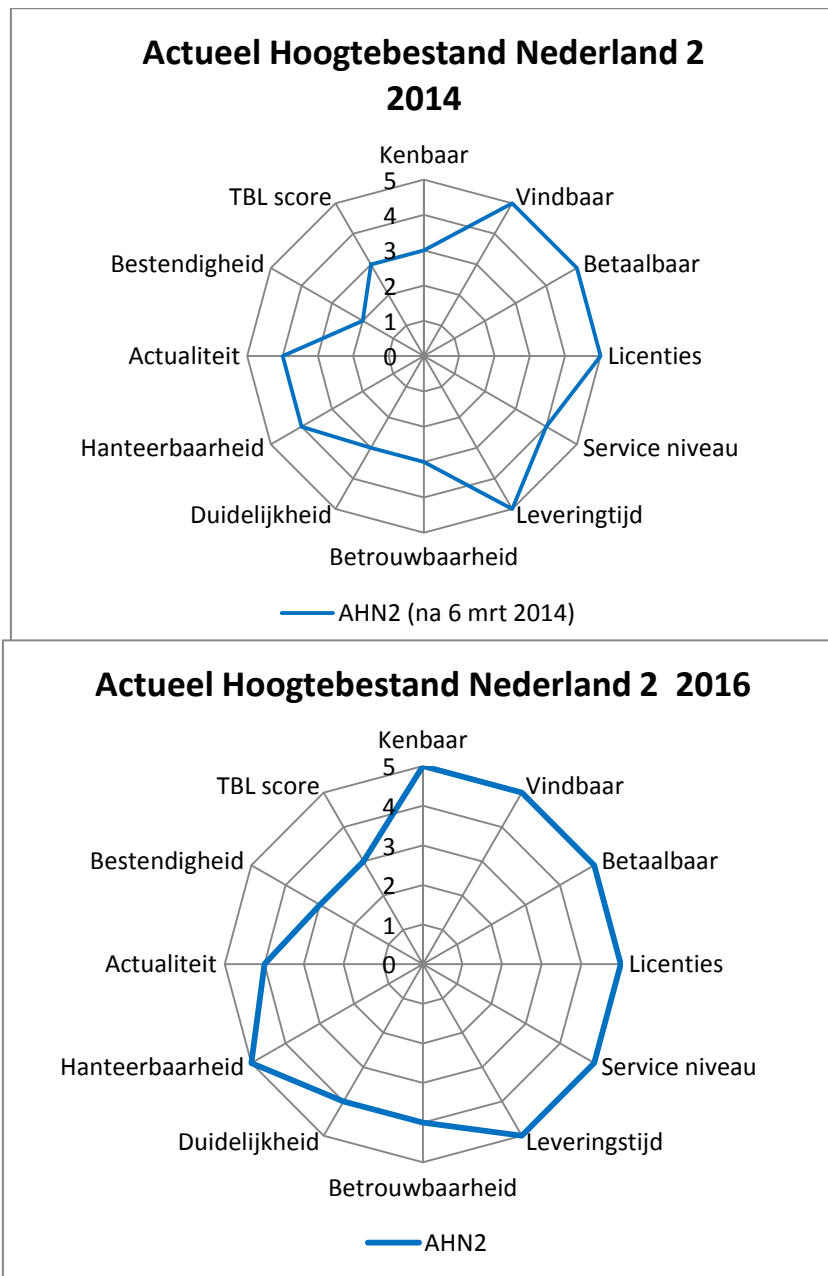 Actueel Hoogtebestand Nederland 2
2014
Kenbaar
TBL score
Vindbaar
Bestendigheid
Betaalbaar
Actualiteit
Licenties
Hanteerbaarheid
Service niveau
Duidelijkheid
Leveringtijd
Betrouwbaarheid
5
4
3
2
1
0
AHN2 (na 6 mrt 2014)
Actueel Hoogtebestand Nederland 2 2016
Kenbaar
TBL score
Vindbaar
Bestendigheid
Betaalbaar
Actualiteit
Licenties
Hanteerbaarheid
Service niveau
Duidelijkheid
Leveringstijd
Betrouwbaarheid
5
4
3
2
1
0
AHN2